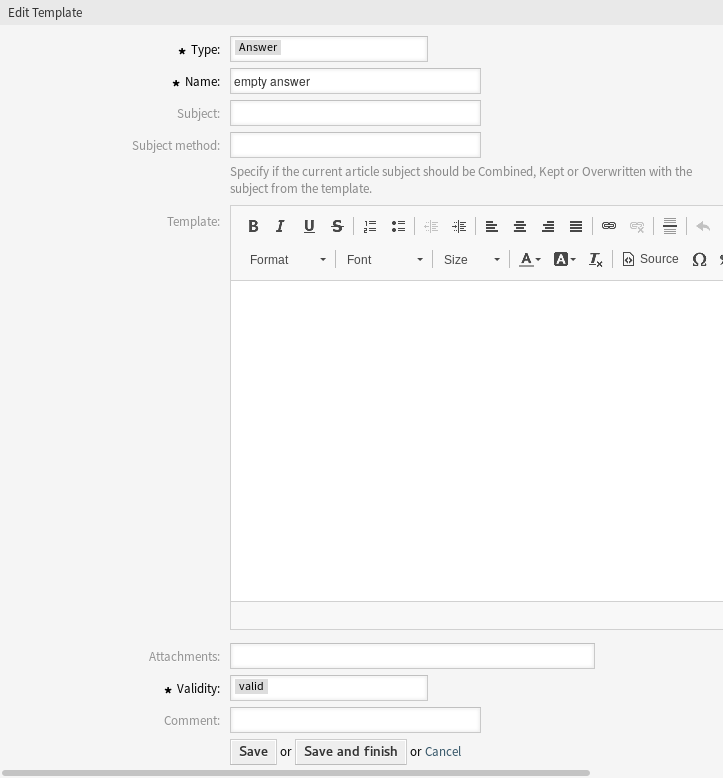 Edit Template
★ Type: Answer
★ Name: empty answer
Subject:
Subject method:
Specify if the current article subject should be Combined, Kept or Overwritten with the
subject from the template.
Template:
B I U S
Format Font Size A A Tx Source Ω
Attachments:
★ Validity: valid
Comment:
Save or Save and finish or Cancel